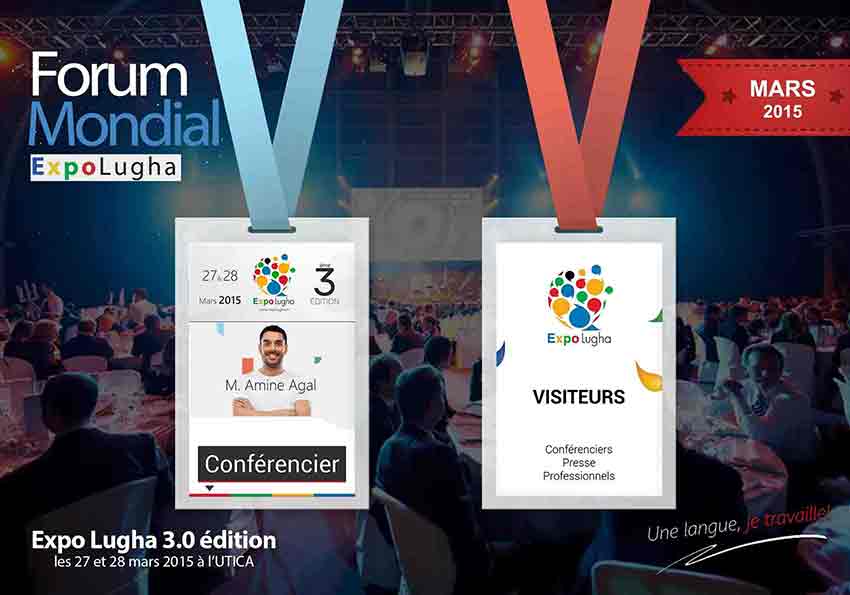 Forum
Mondial
ExpoLugha
MARS
2015
27 & 28
Mars 2015
Expo lugha
3
ÉDITION
M. Amine Agal
Conférencier
Expo lugha
VISITEURS
Conférenciers
Presse
Professionnels
Expo Lugha 3.0 édition
les 27 et 28 mars 2015 à l'UTICA
Une langue, je travaille!